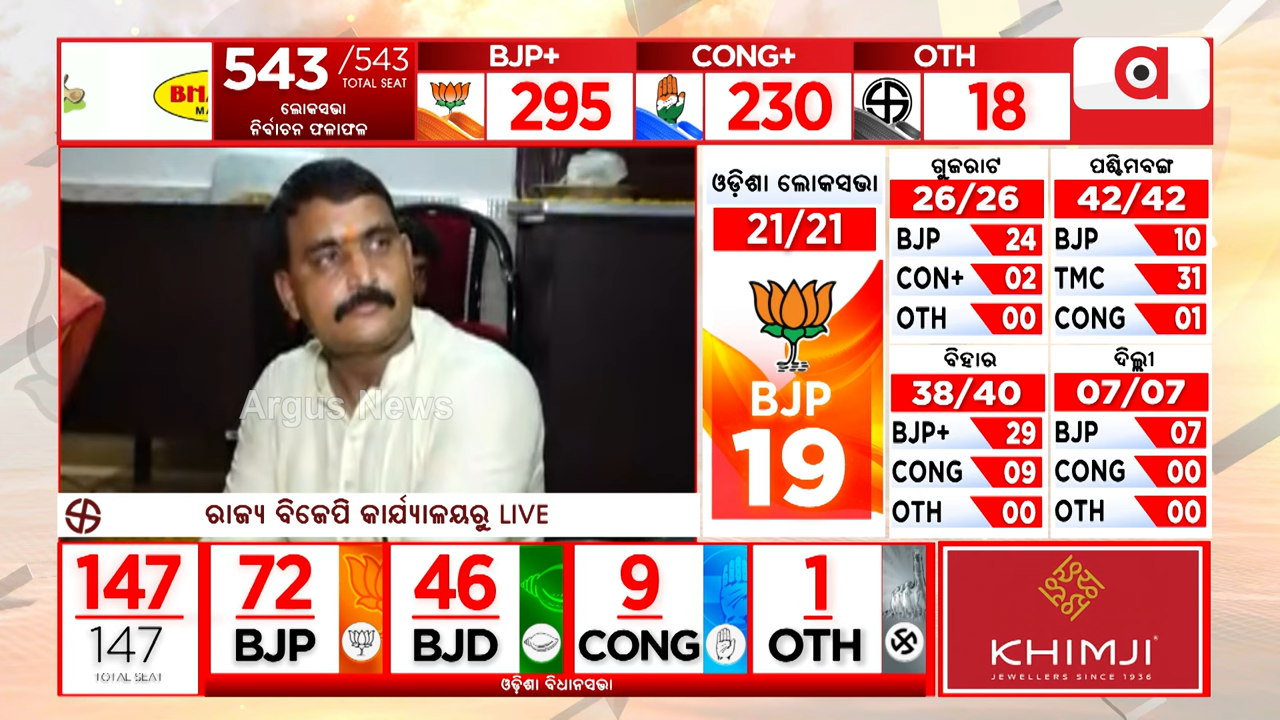 543 /543
TOTAL SEAT
ଲୋକସଭା
ନିର୍ବାଚନ ଫଳାଫଳ
BJP+
295
CONG+
230
OTH
18
a
Argus News
ରାଜ୍ୟ ବିଜେପି କାର୍ଯ୍ୟାଳୟରୁ LIVE
ଓଡ଼ିଶା ଲୋକସଭା
21/21
BJP
19
ଗୁଜରାଟ
26/26
BJP 24
CON+ 02
OTH 00
ପଶ୍ଚିମବଙ୍ଗ
42/42
BJP 10
TMC 31
CONG 01
ବିହାର
38/40
BJP+ 29
CONG 09
OTH 00
ଦିଲ୍ଲୀ
07/07
BJP 07
CONG 00
OTH 00
147
147
TOTAL SEAT
72
BJP
46
BJD
9
CONG
1
OTH
ଓଡ଼ିଶା ବିଧାନସଭା
KHIMJI
JEWELLERS SINCE 1936